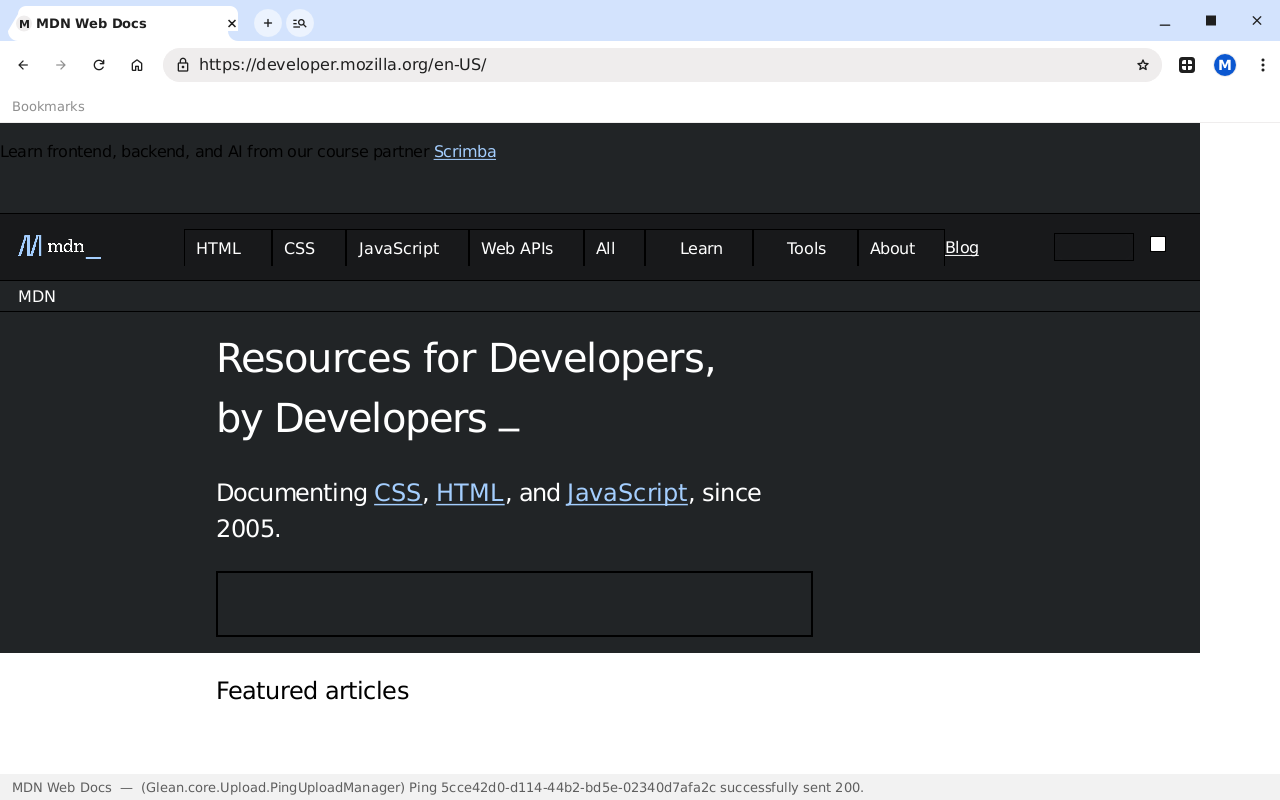 M MDN Web Docs
https://developer.mozilla.org/en-US/
M
Bookmarks
Learn frontend, backend, and AI from our course partner Scrimba
mdn_
HTML CSS JavaScript Web APIs All Learn Tools About Blog
MDN
Resources for Developers,
by Developers _
Documenting CSS, HTML, and JavaScript, since
2005.
Featured articles
MDN Web Docs — (Glean.core.Upload.PingUploadManager) Ping 5cce42d0-d114-44b2-bd5e-02340d7afa2c successfully sent 200.